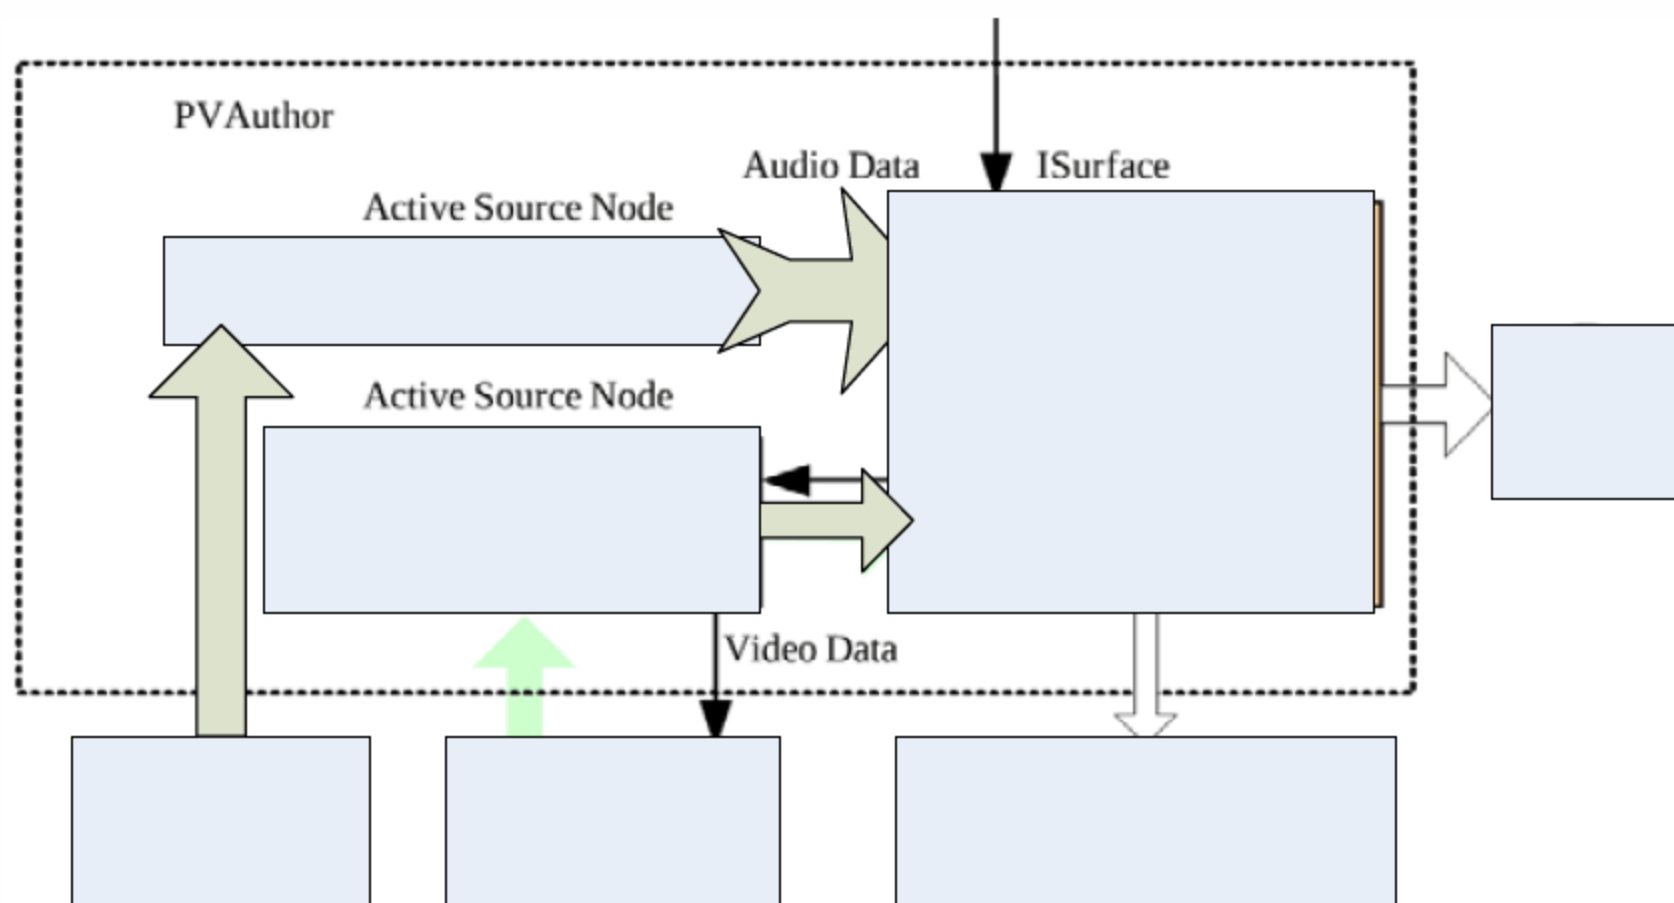 PVAuthor
Audio Data
ISurface
Active Source Node
Active Source Node
Video Data